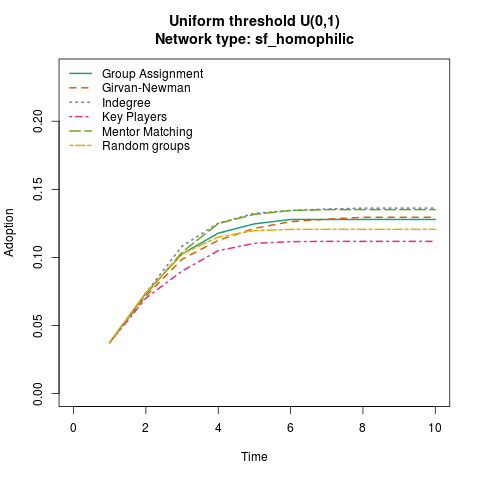 Uniform threshold U(0,1)
Network type: sf_homophilic
Group Assignment
Girvan-Newman
Indegree
Key Players
Mentor Matching
Random groups
Adoption
0.20
0.15
0.10
0.05
0.00
0 2 4 6 8 10
Time